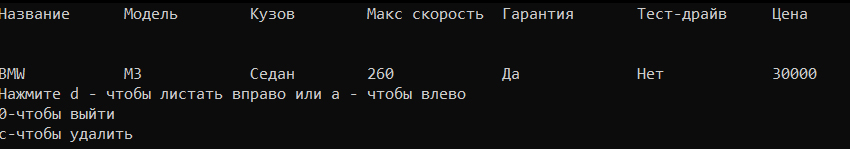 Название Модель Кузов Макс скорость Гарантия Тест-драйв Цена
BMW M3 Седан 260 Да Нет 30000
Нажмите d - чтобы листать вправо или a - чтобы влево
0-чтобы выйти
c-чтобы удалить